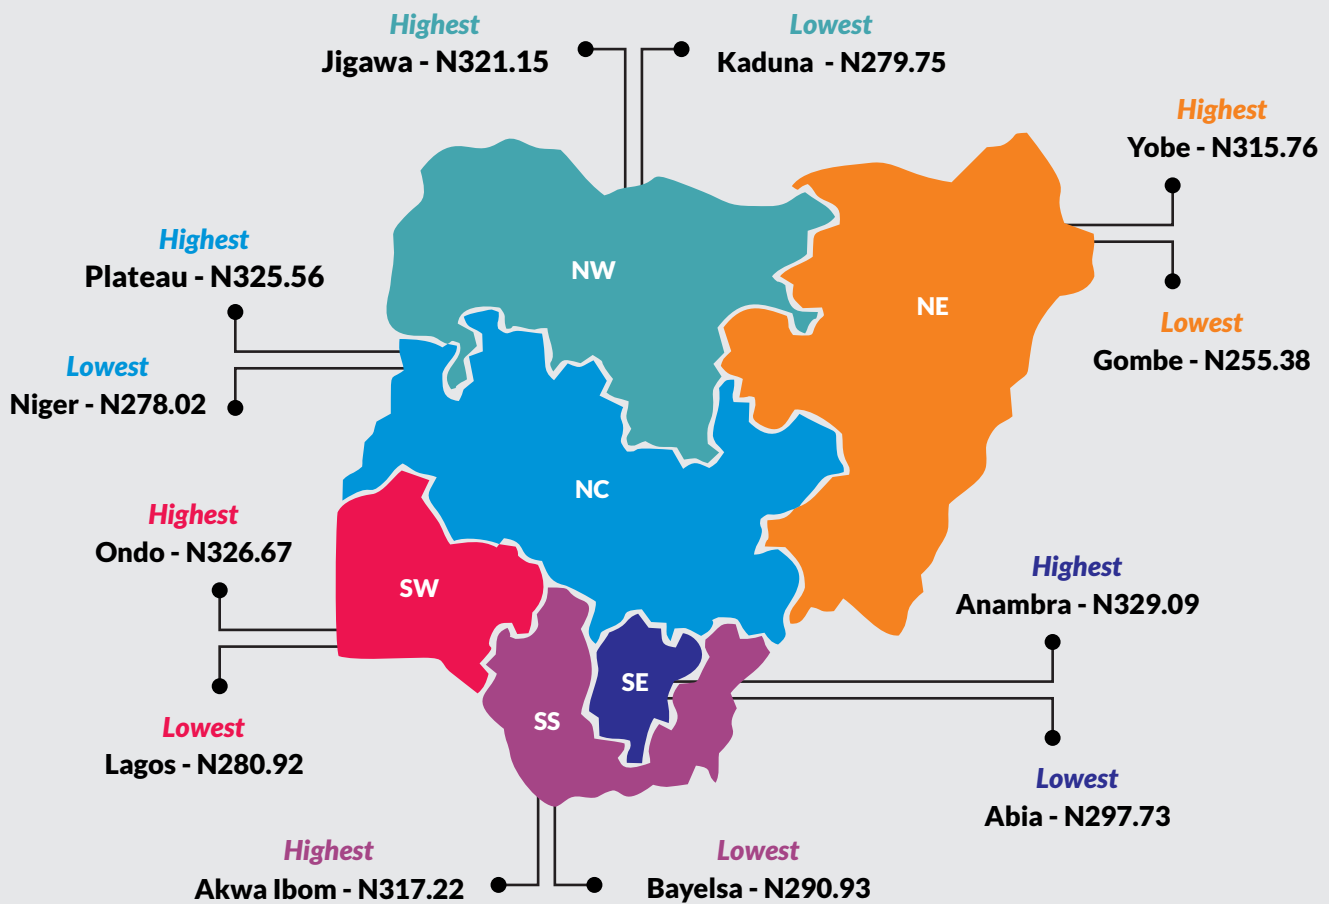 Highest
Jigawa - N321.15
Lowest
Kaduna - N279.75
Highest
Yobe - N315.76
Lowest
Gombe - N255.38
Highest
Plateau - N325.56
Lowest
Niger - N278.02
NW
NE
NC
Highest
Ondo - N326.67
Lowest
Lagos - N280.92
SW
SS
SE
Highest
Anambra - N329.09
Lowest
Abia - N297.73
Highest
Akwa Ibom - N317.22
Lowest
Bayelsa - N290.93